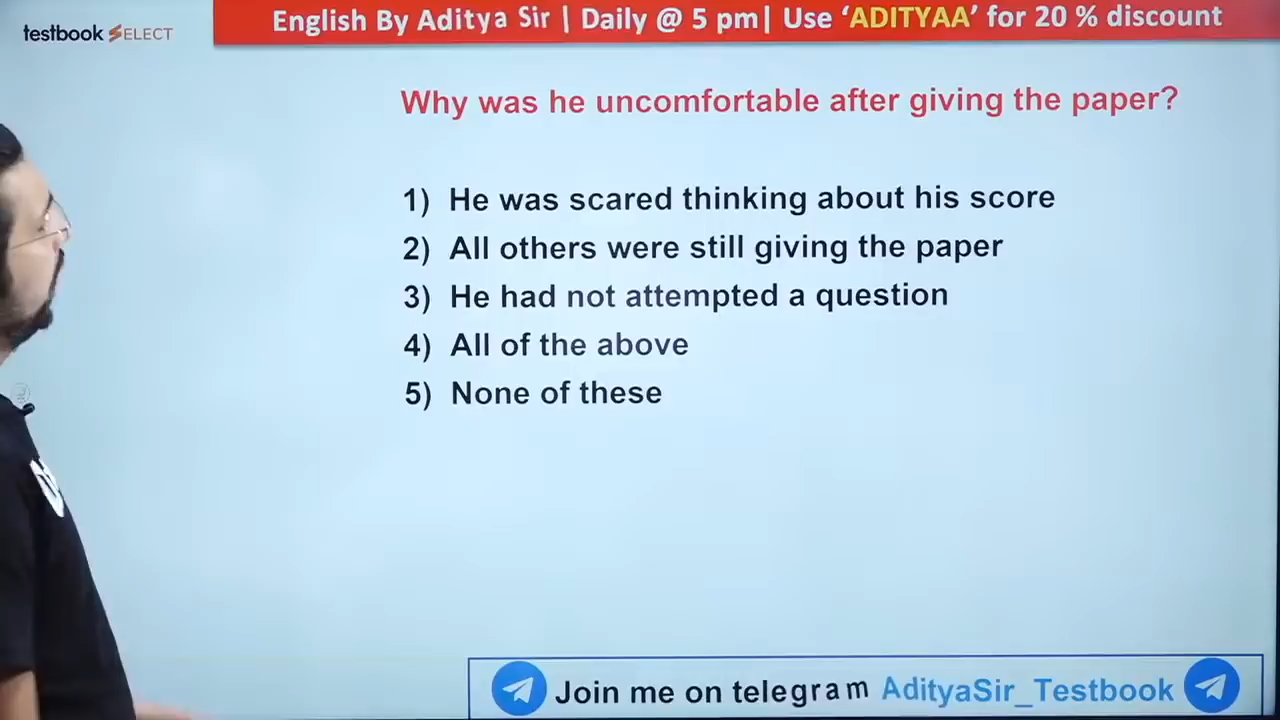 testbook SELECT
English By Aditya Sir | Daily @ 5 pm| Use ‘ADITYAA’ for 20 % discount
Why was he uncomfortable after giving the paper?
1) He was scared thinking about his score
2) All others were still giving the paper
3) He had not attempted a question
4) All of the above
5) None of these
Join me on telegram AdityaSir_Testbook